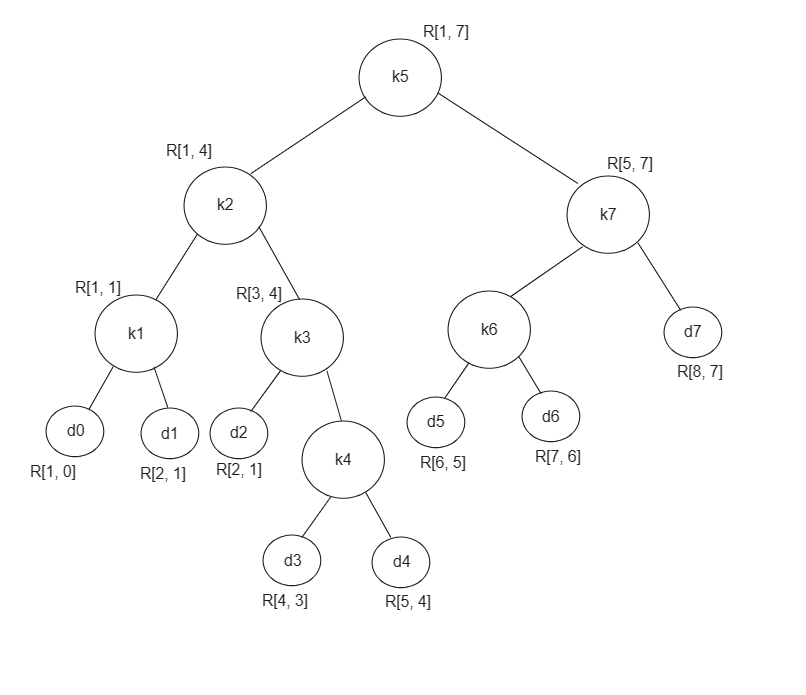 R[1, 7]
k5
R[1, 4]
R[5, 7]
k2
k7
R[1, 1]
R[3, 4]
k1
k3
k6
d7
R[8, 7]
d0
d1
d2
d5
d6
R[1, 0]
R[2, 1]
R[2, 1]
R[6, 5]
R[7, 6]
k4
d3
d4
R[4, 3]
R[5, 4]